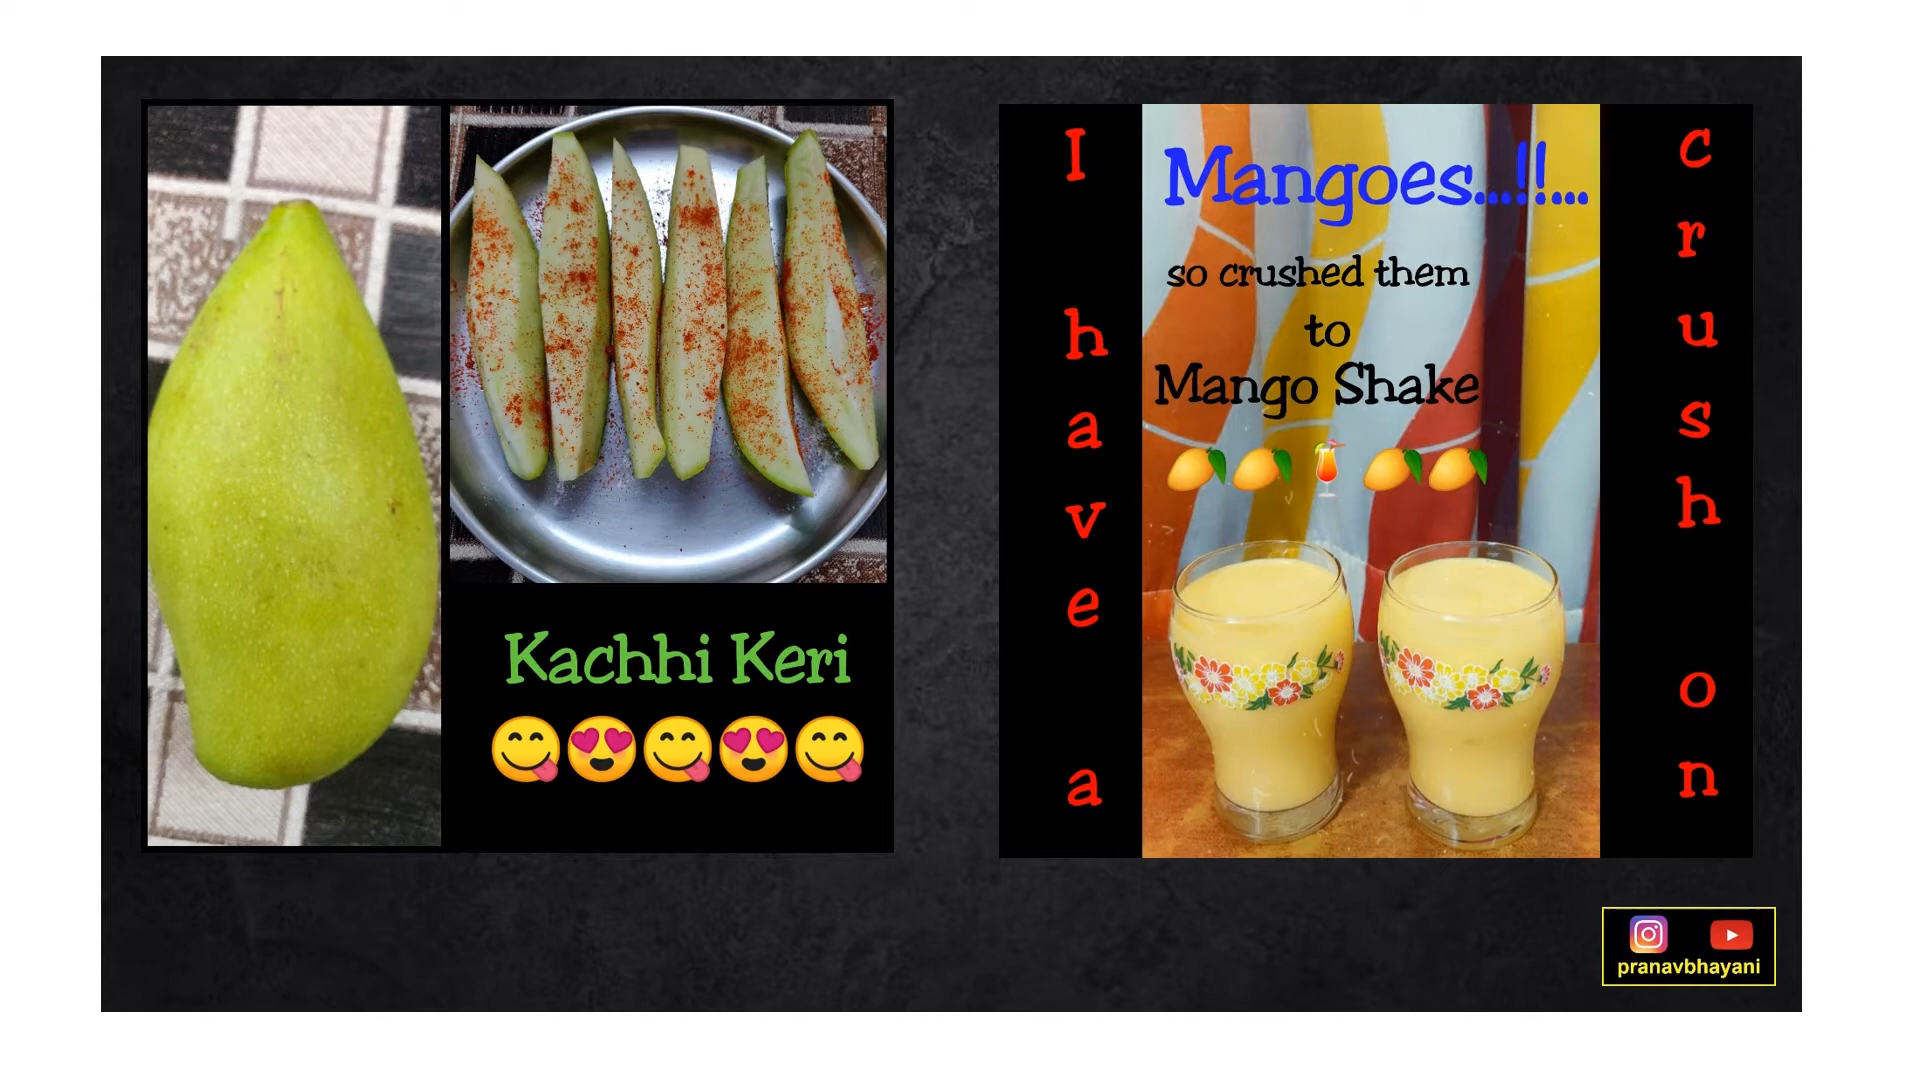 Kachhi Keri
I have a
crush on
Mangoes...!!...
so crushed them
to
Mango Shake
pranavbhayani